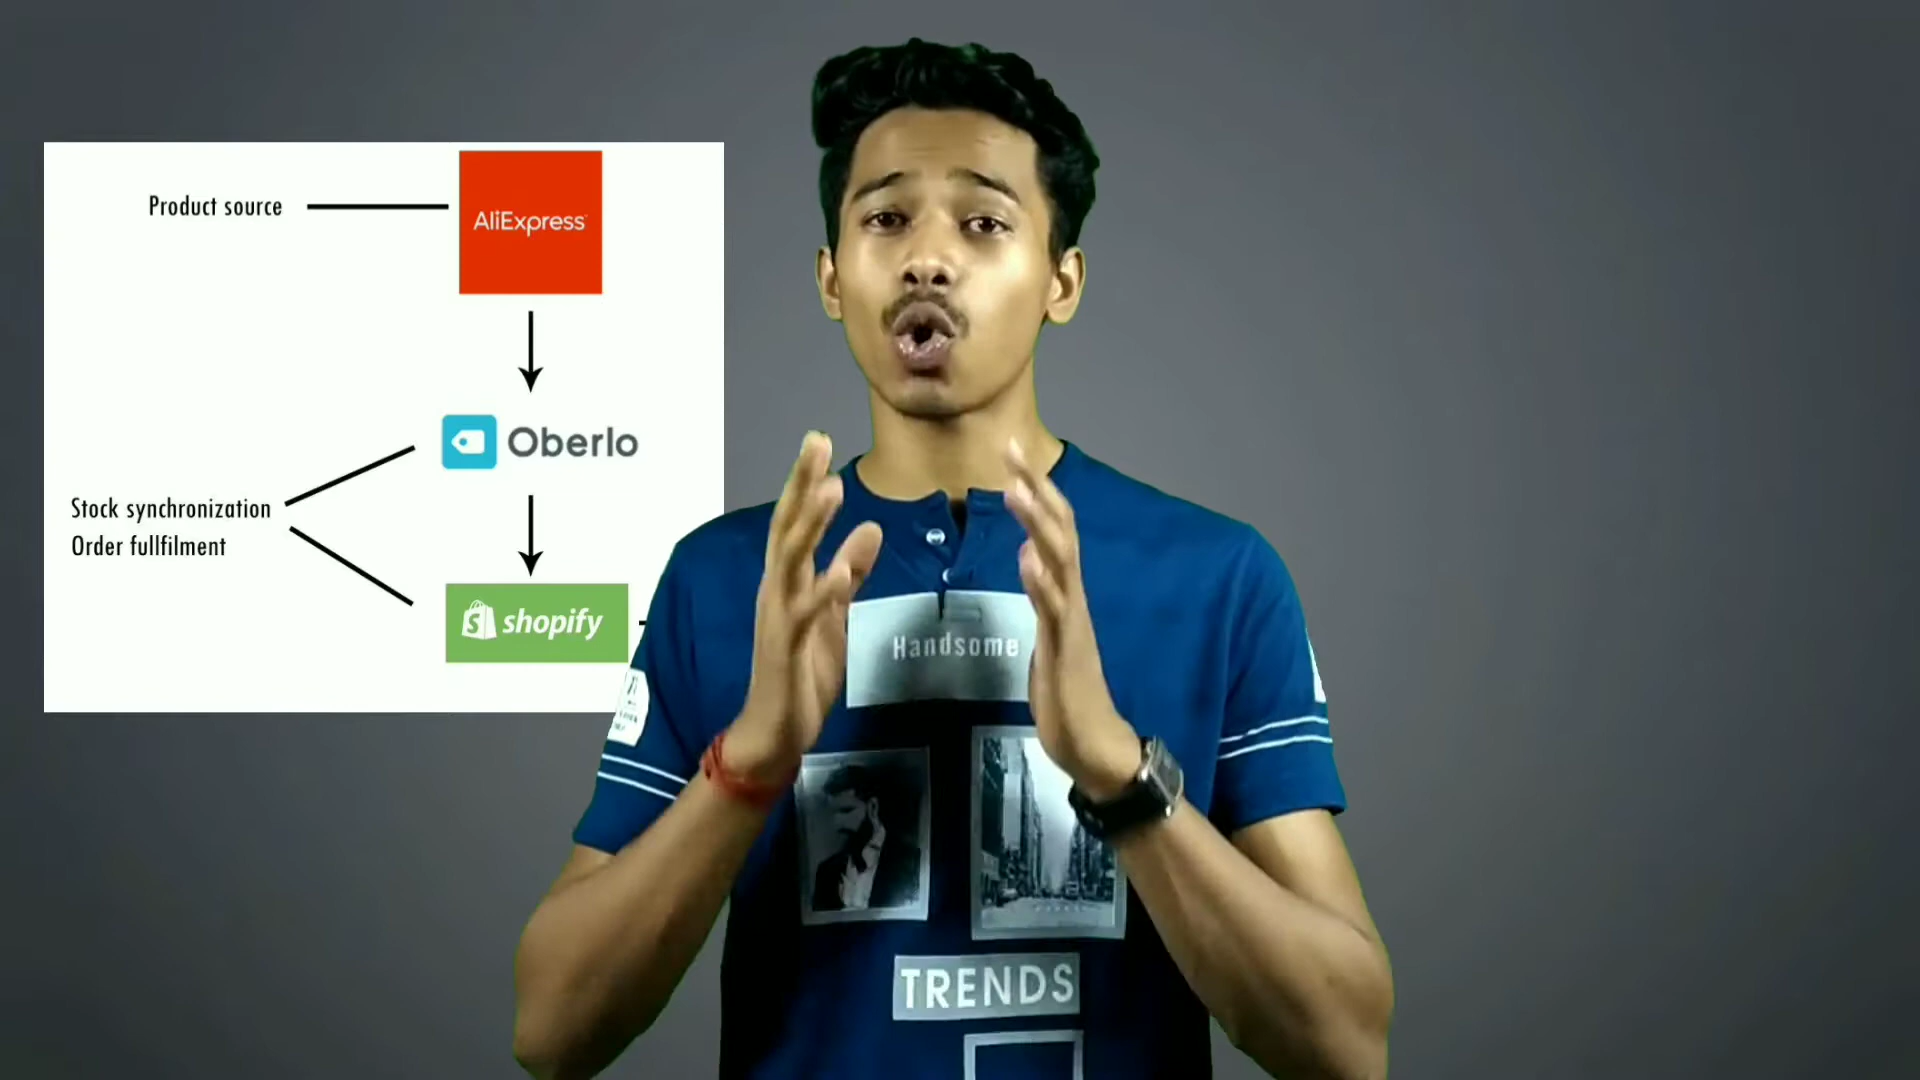 Product source
AliExpress
Oberlo
Stock synchronization
Order fullfilment
shopify
Handsome
TRENDS